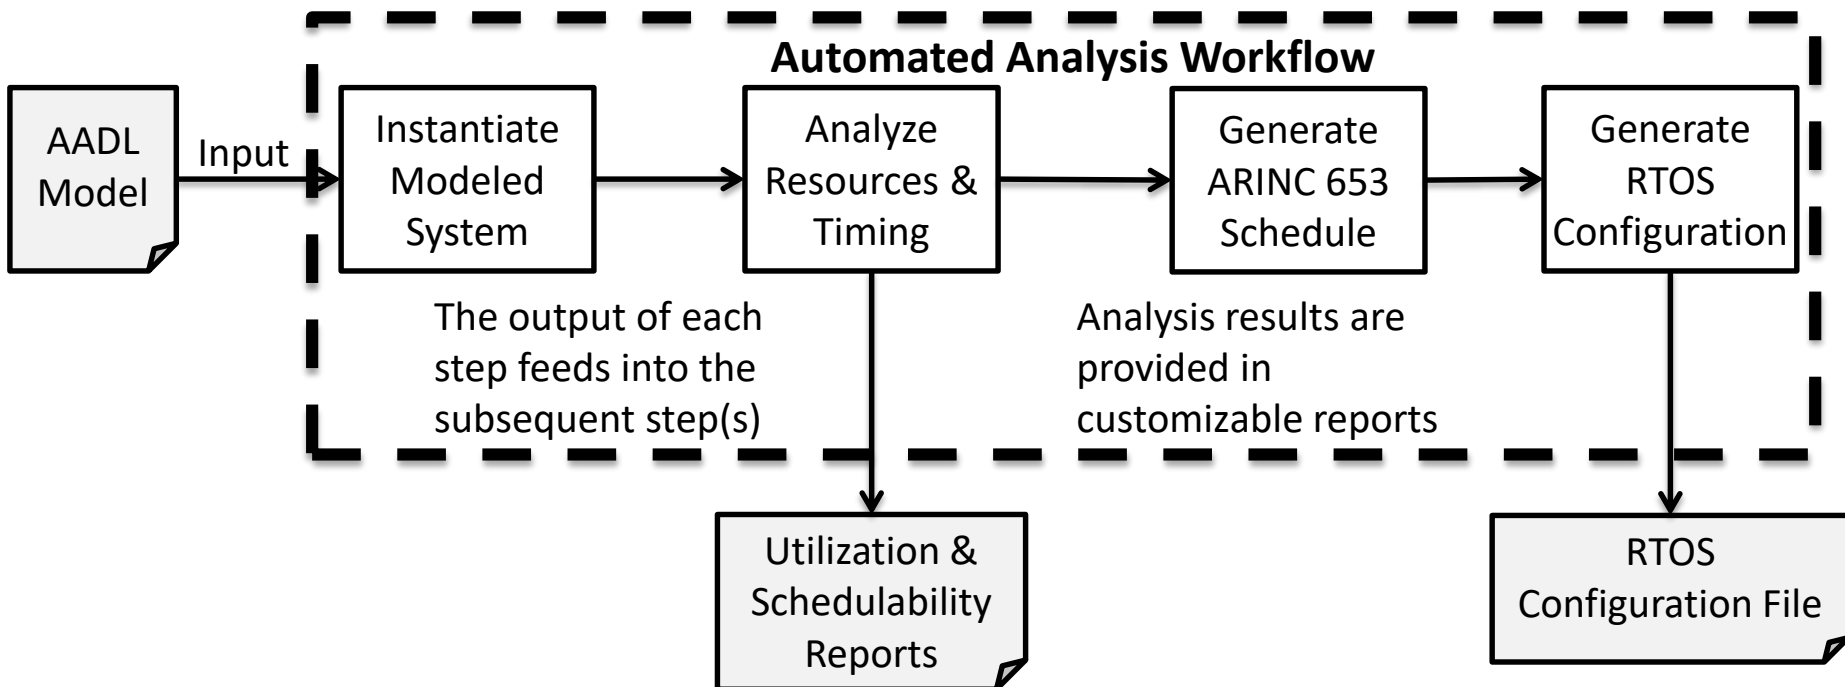 Automated Analysis Workflow
AADL
Model
Input
Instantiate
Modeled
System
Analyze
Resources &
Timing
Generate
ARINC 653
Schedule
Generate
RTOS
Configuration
The output of each
step feeds into the
subsequent step(s)
Analysis results are
provided in
customizable reports
Utilization &
Schedulability
Reports
RTOS
Configuration File